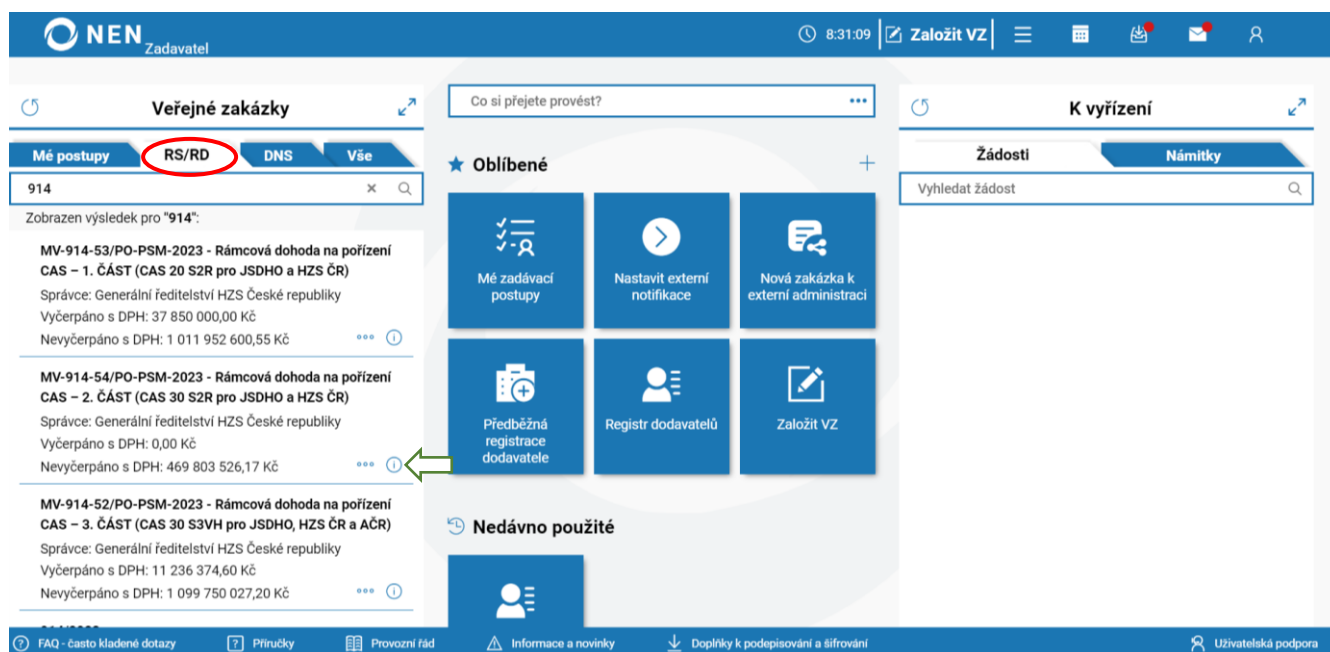 NEN
Zadavatel
8:31:09
Založit VZ
Veřejné zakázky
Mé postupy
RS/RD
DNS
Vše
914
Zobrazen výsledek pro "914":
MV-914-53/PO-PSM-2023 - Rámcová dohoda na pořízení
CAS – 1. ČÁST (CAS 20 S2R pro JSDHO a HZS ČR)
Správce: Generální ředitelství HZS České republiky
Vyčerpáno s DPH: 37 850 000,00 Kč
Nevyčerpáno s DPH: 1 011 952 600,55 Kč
MV-914-54/PO-PSM-2023 - Rámcová dohoda na pořízení
CAS – 2. ČÁST (CAS 30 S2R pro JSDHO a HZS ČR)
Správce: Generální ředitelství HZS České republiky
Vyčerpáno s DPH: 0,00 Kč
Nevyčerpáno s DPH: 469 803 526,17 Kč
MV-914-52/PO-PSM-2023 - Rámcová dohoda na pořízení
CAS – 3. ČÁST (CAS 30 S3VH pro JSDHO, HZS ČR a AČR)
Správce: Generální ředitelství HZS České republiky
Vyčerpáno s DPH: 11 236 374,60 Kč
Nevyčerpáno s DPH: 1 099 750 027,20 Kč
Co si přejete provést?
Oblíbené
Mé zadávací
postupy
Nastavit externí
notifikace
Nová zakázka k
externí administraci
Předběžná
registrace
dodavatele
Registr dodavatelů
Založit VZ
Nedávno použité
K vyřízení
Žádosti
Námitky
Vyhledat žádost
FAQ - často kladené dotazy
Příručky
Provozní řád
Informace a novinky
Doplňky k podepisování a šifrování
Uživatelská podpora